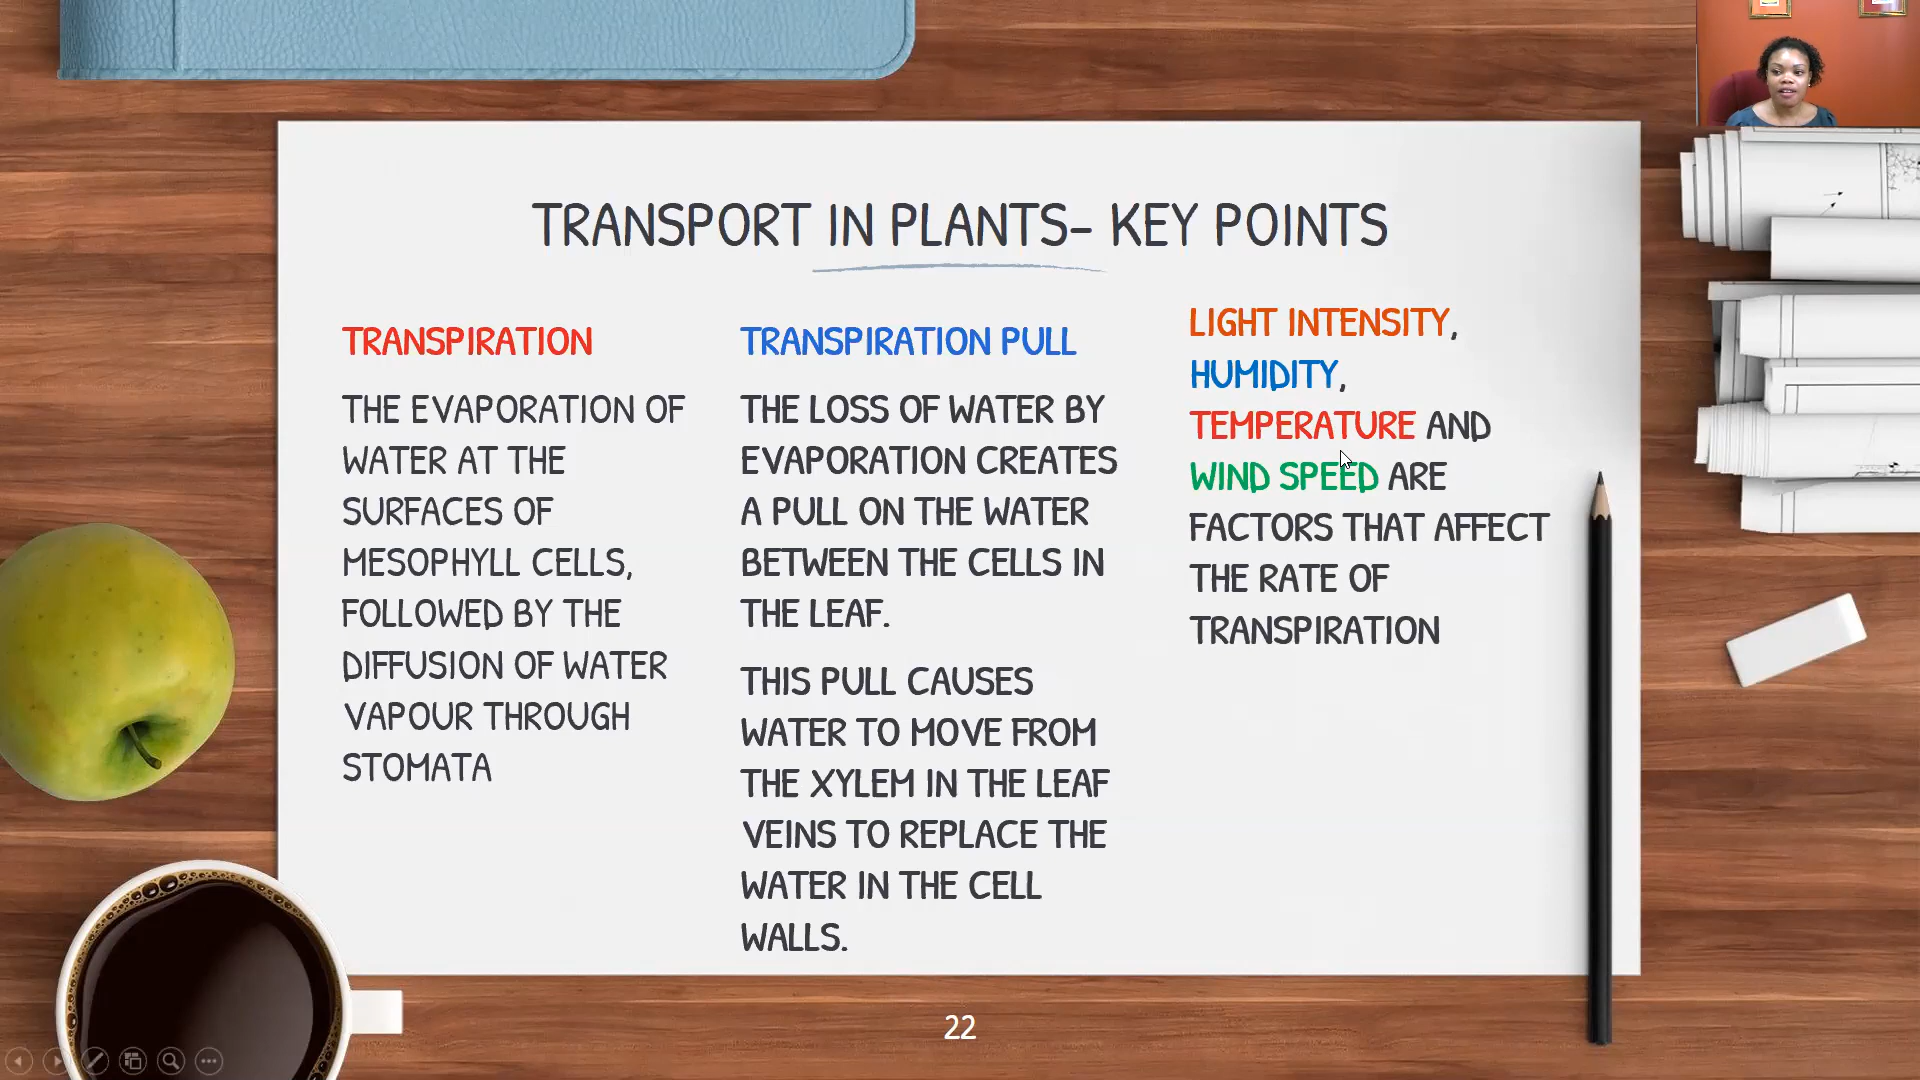 TRANSPORT IN PLANTS- KEY POINTS
TRANSPIRATION
THE EVAPORATION OF
WATER AT THE
SURFACES OF
MESOPHYLL CELLS,
FOLLOWED BY THE
DIFFUSION OF WATER
VAPOUR THROUGH
STOMATA
TRANSPIRATION PULL
THE LOSS OF WATER BY
EVAPORATION CREATES
A PULL ON THE WATER
BETWEEN THE CELLS IN
THE LEAF.
THIS PULL CAUSES
WATER TO MOVE FROM
THE XYLEM IN THE LEAF
VEINS TO REPLACE THE
WATER IN THE CELL
WALLS.
LIGHT INTENSITY,
HUMIDITY,
TEMPERATURE AND
WIND SPEED ARE
FACTORS THAT AFFECT
THE RATE OF
TRANSPIRATION
22